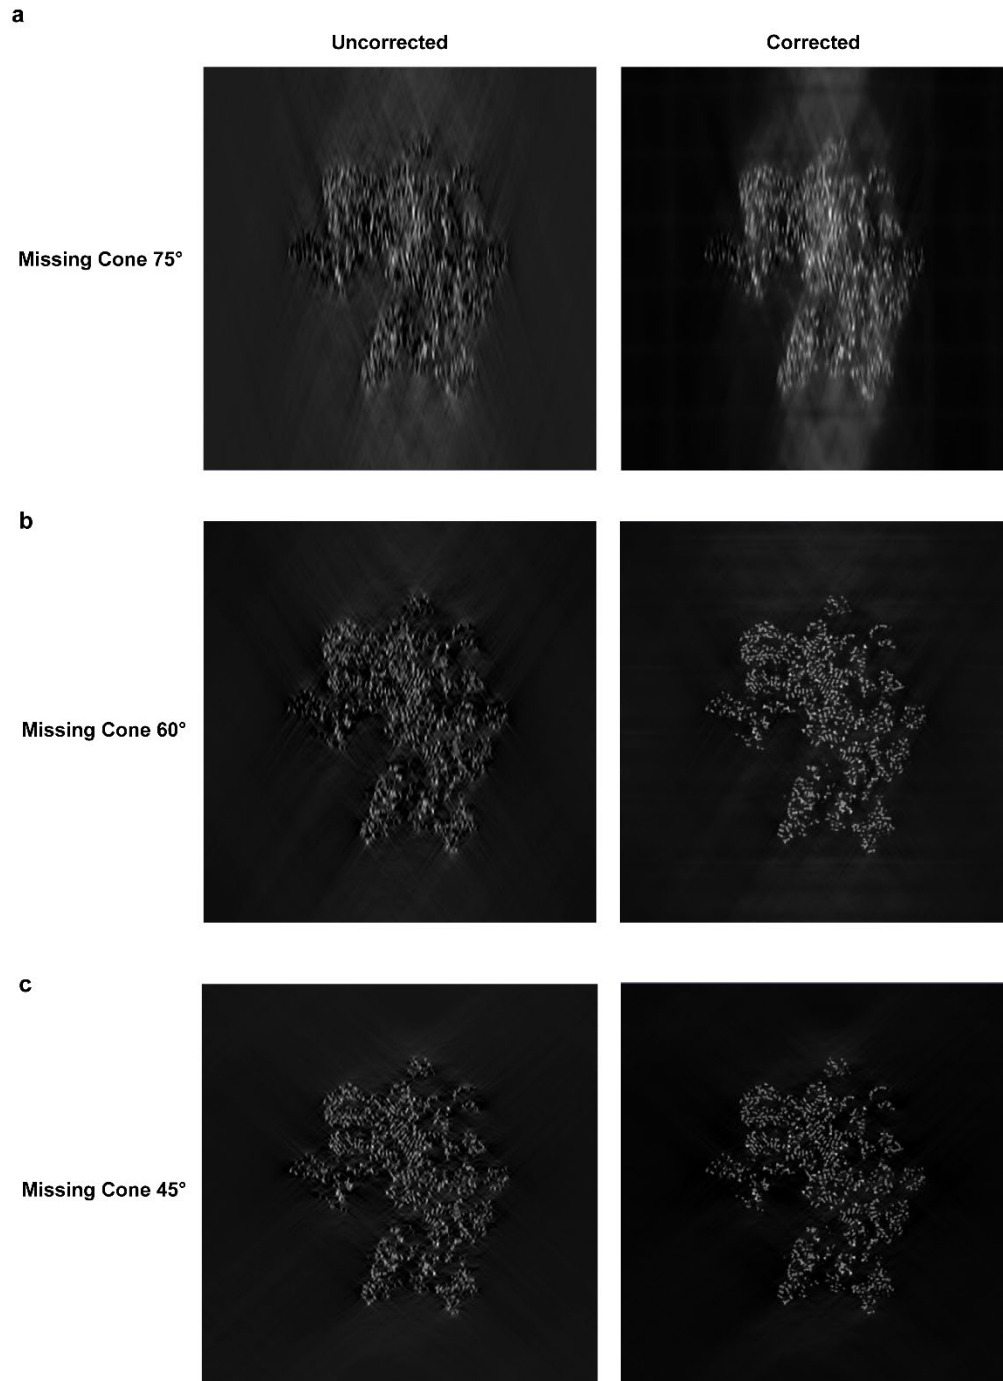 a
Uncorrected
Corrected
Missing Cone 75°
b
Missing Cone 60°
c
Missing Cone 45°